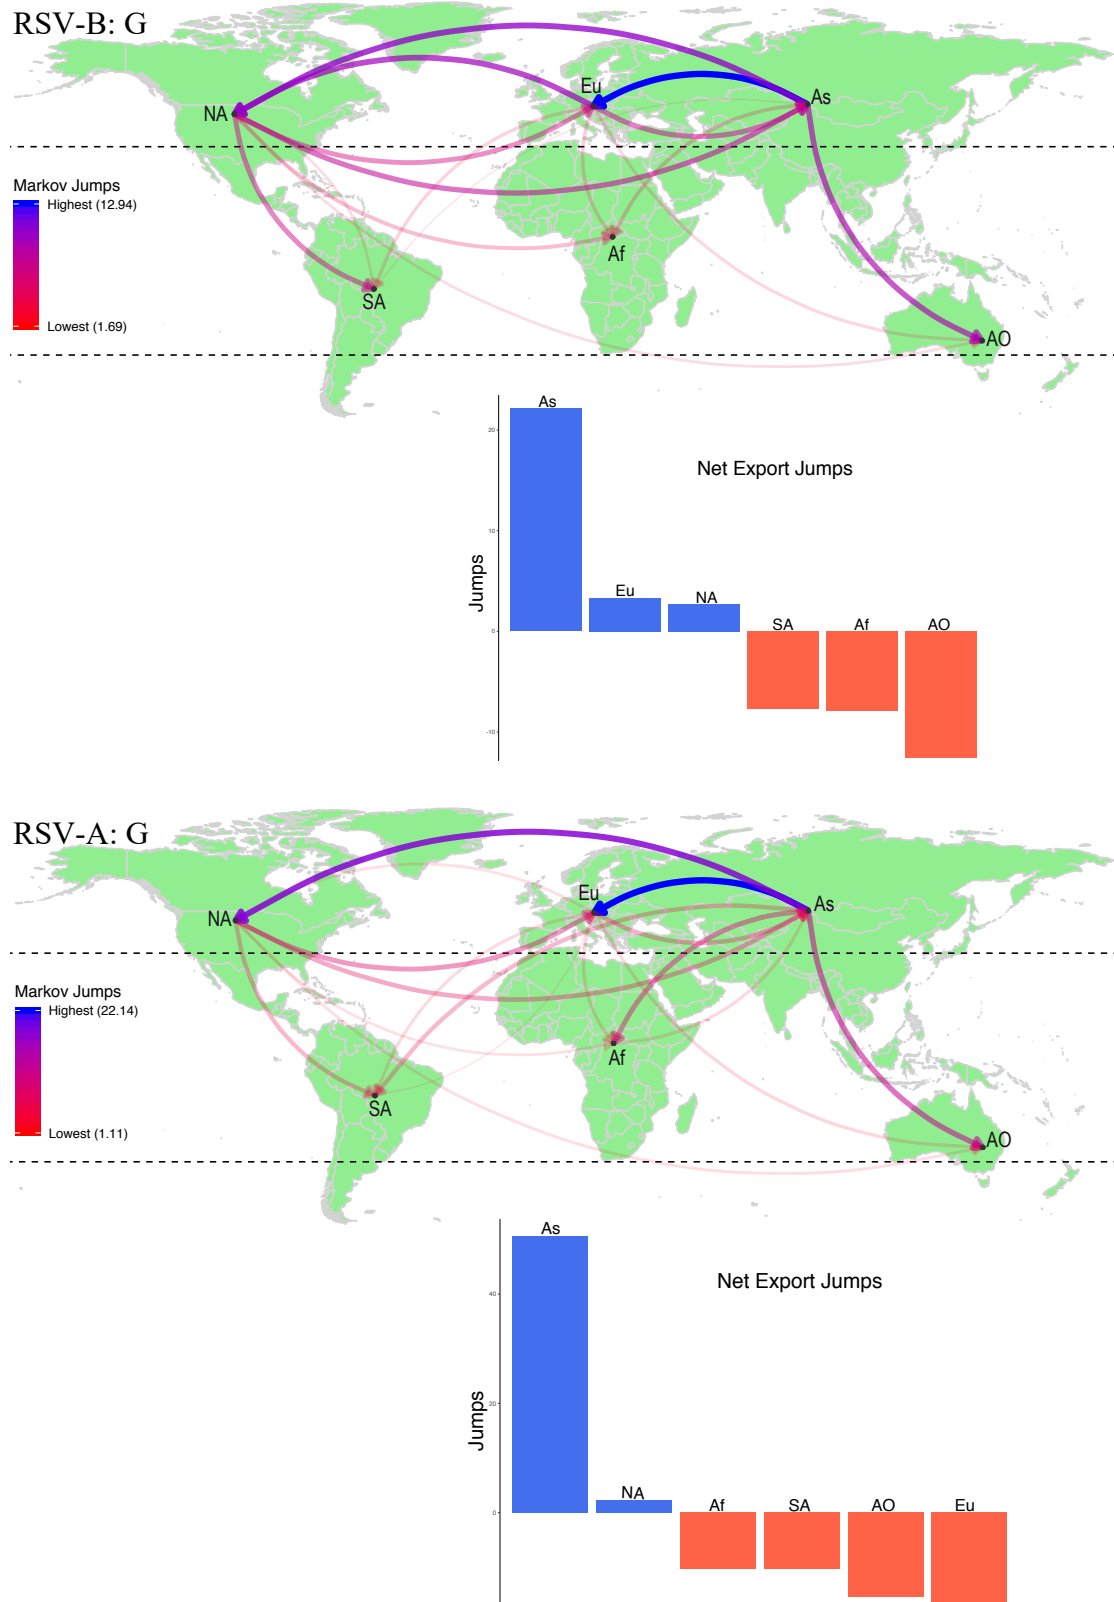 RSV-B: G
NA
Eu
As
Markov Jumps
Highest (12.94)
Lowest (1.69)
Af
SA
AO
As
Net Export Jumps
Jumps
20
10
0
-10
Eu
NA
SA
Af
AO
RSV-A: G
NA
Eu
As
Markov Jumps
Highest (22.14)
Lowest (1.11)
Af
SA
AO
As
Net Export Jumps
Jumps
40
20
0
NA
Af
SA
AO
Eu